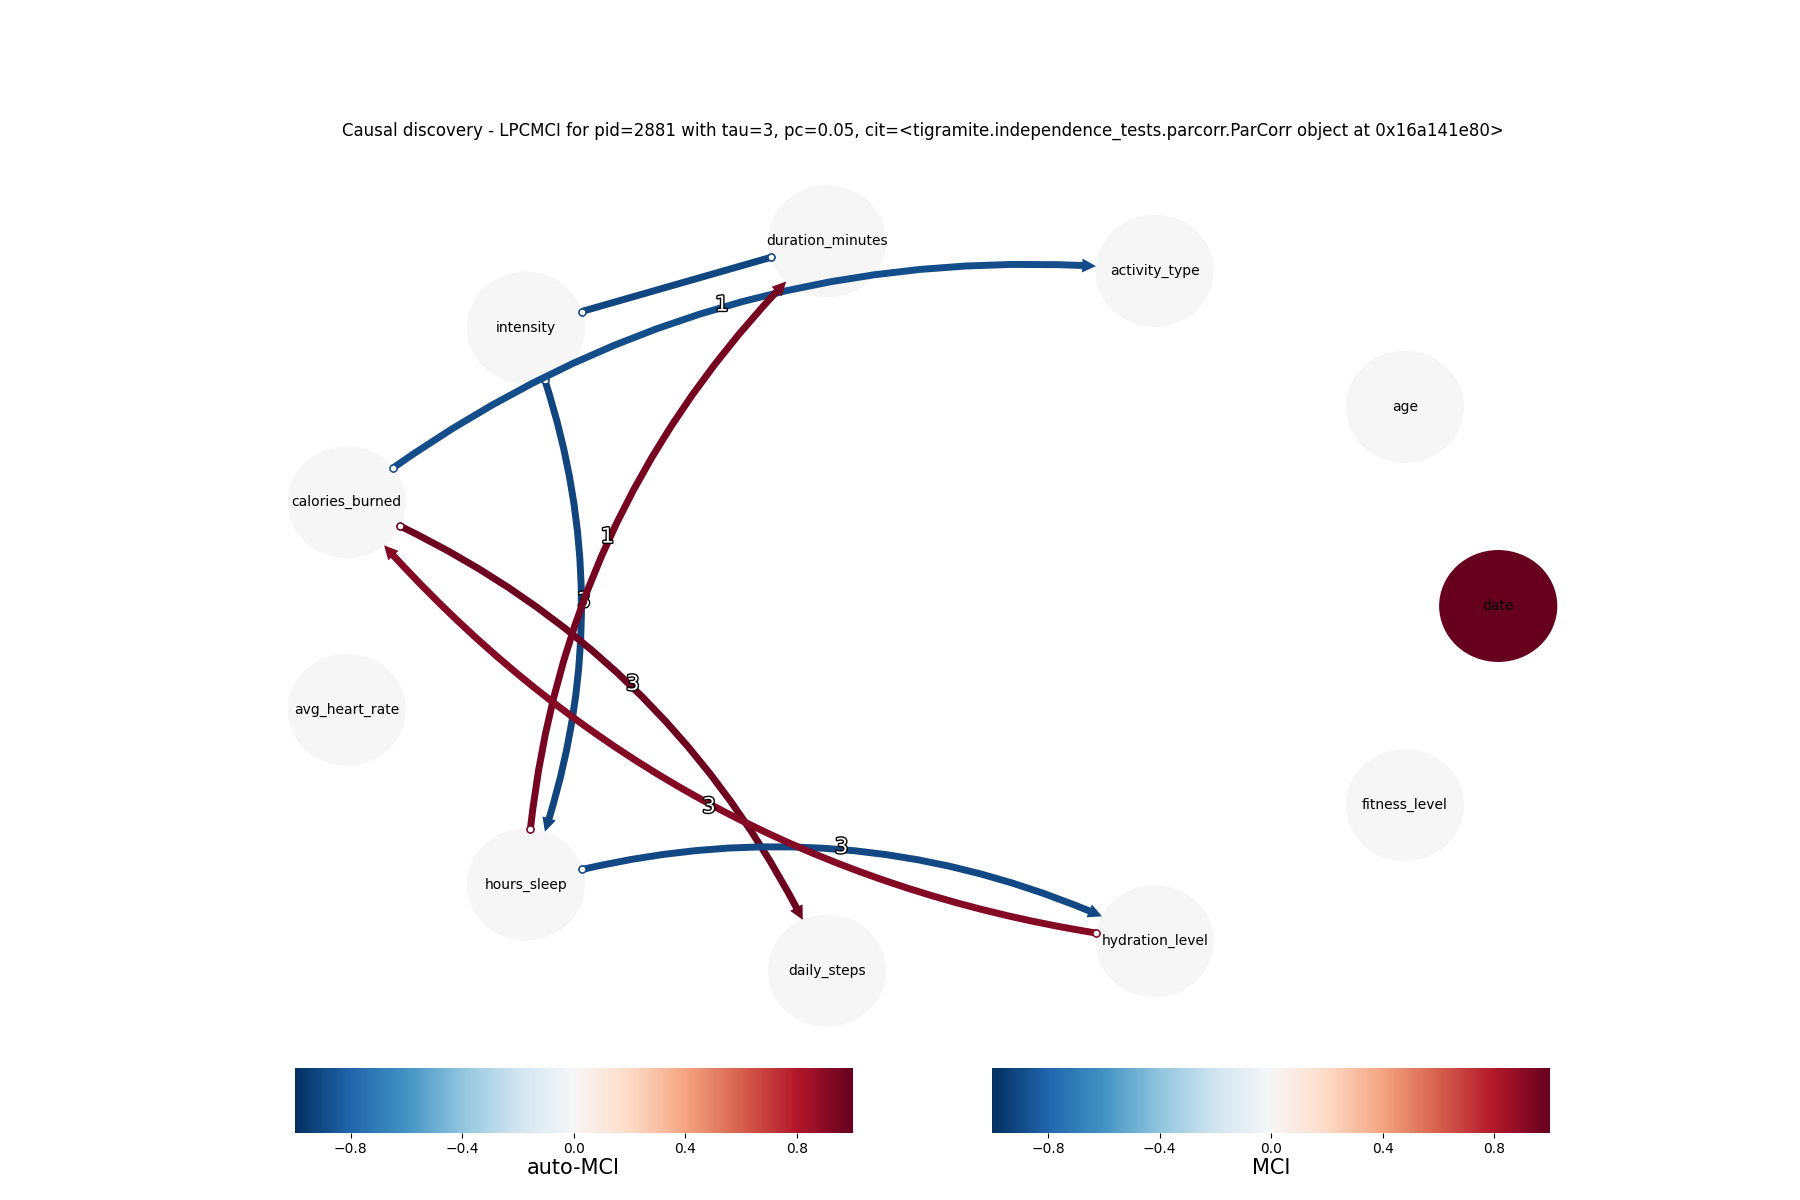 Causal discovery - LPCMCI for pid=2881 with tau=3, pc=0.05, cit=<tigramite.independence_tests.parcorr.ParCorr object at 0x16a141e80>
duration_minutes
activity_type
1
intensity
age
calories_burned
1
3
date
3
avg_heart_rate
3
fitness_level
3
hours_sleep
hydration_level
daily_steps
−0.8 −0.4 0.0 0.4 0.8
auto-MCI
−0.8 −0.4 0.0 0.4 0.8
MCI